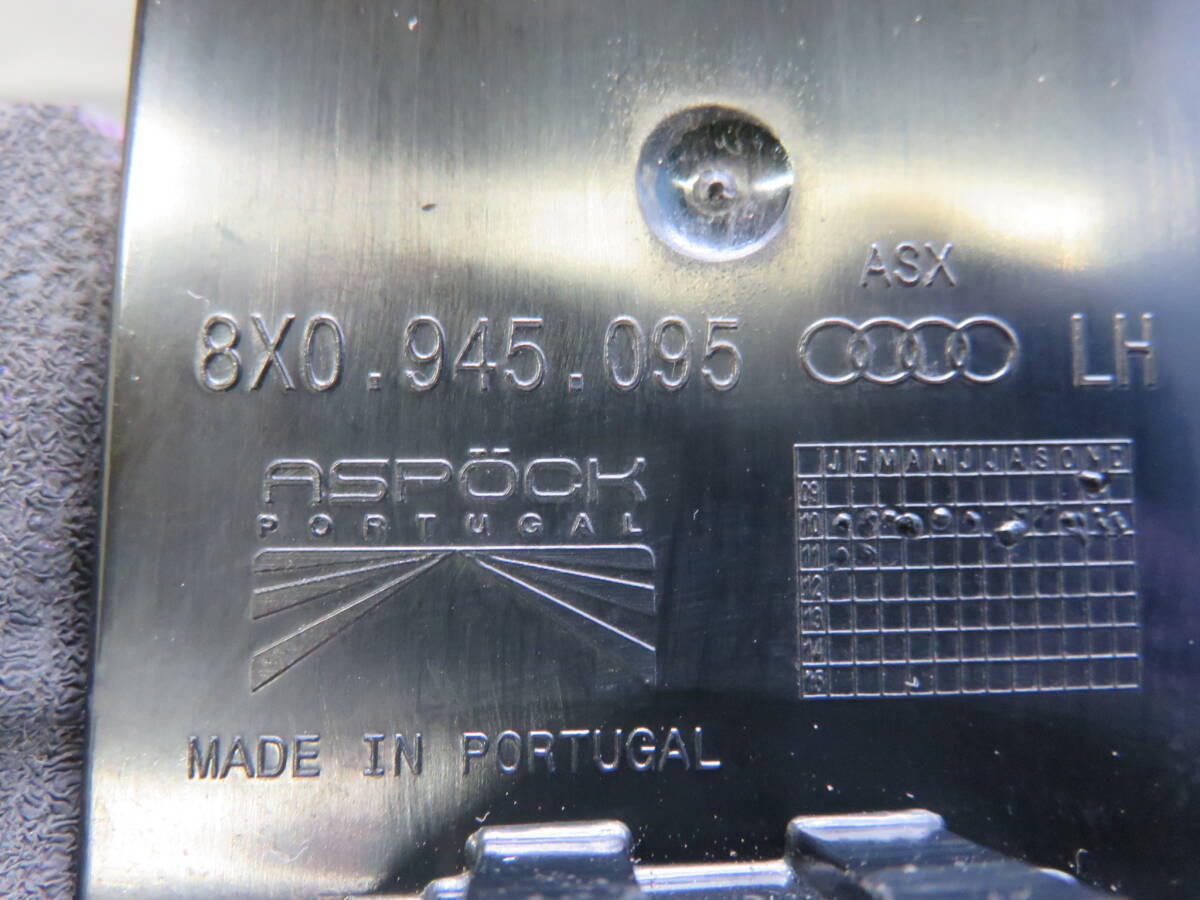 ASX
8X0.945.095 LH
ASPÖCK
PORTUGAL
J F M A M J J A S O N D
09
10
11
12
13
14
15
MADE IN PORTUGAL